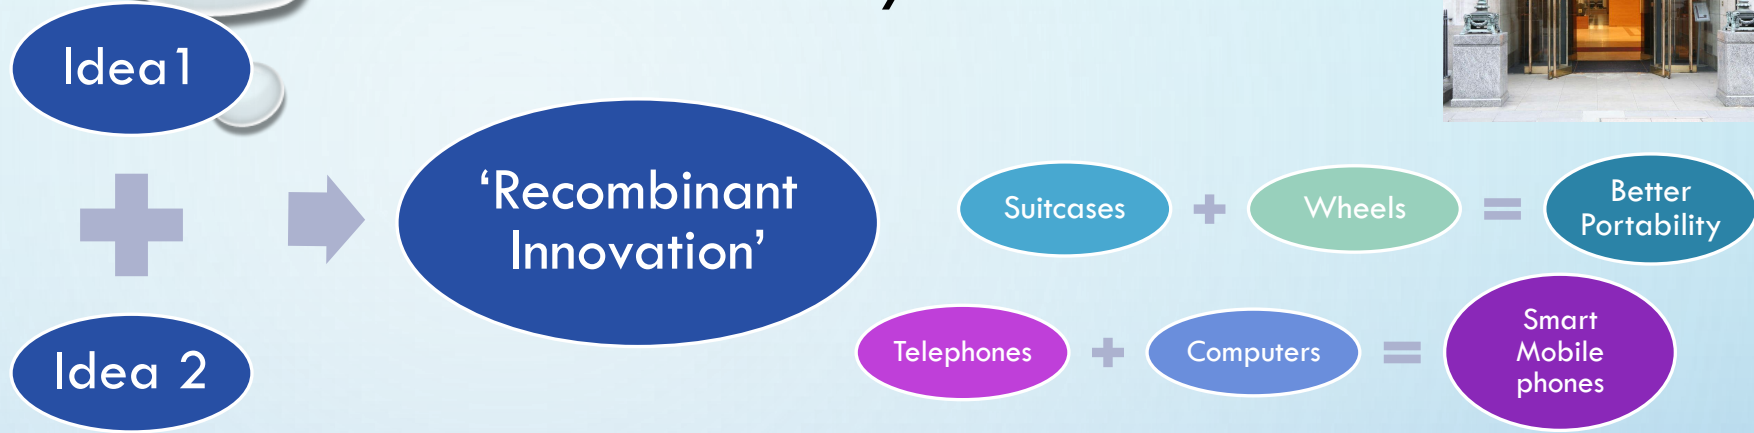 Idea1
Idea 2
‘Recombinant
Innovation’
Suitcases
Wheels
Better
Portability
Telephones
Computers
Smart
Mobile
phones